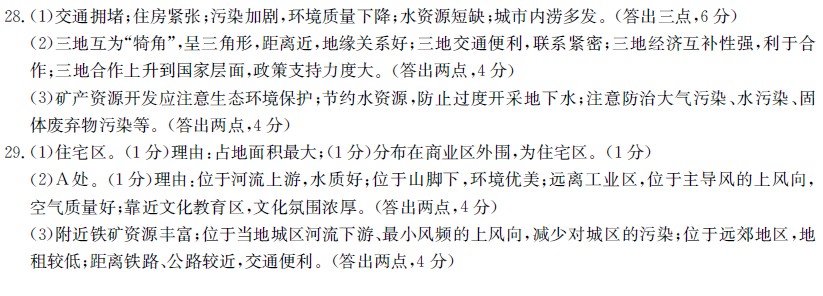 28.(1)交通拥堵;住房紧张;污染加剧,环境质量下降;水资源短缺;城市内涝多发。(答出三点,6分)
(2)三地互为“犄角”,呈三角形,距离近,地缘关系好;三地交通便利,联系紧密;三地经济互补性强,利于合
作;三地合作上升到国家层面,政策支持力度大。(答出两点,4分)
(3)矿产资源开发应注意生态环境保护;节约水资源,防止过度开采地下水;注意防治大气污染、水污染、固
体废弃物污染等。(答出两点,4分)
29.(1)住宅区。(1分)理由:占地面积最大;(1分)分布在商业区外围,为住宅区。(1分)
(2)A处。(1分)理由:位于河流上游,水质好;位于山脚下,环境优美;远离工业区,位于主导风的上风向,
空气质量好;靠近文化教育区,文化氛围浓厚。(答出两点,4分)
(3)附近铁矿资源丰富;位于当地城区河流下游、最小风频的上风向,减少对城区的污染;位于远郊地区,地
租较低;距离铁路、公路较近,交通便利。(答出两点,4分)